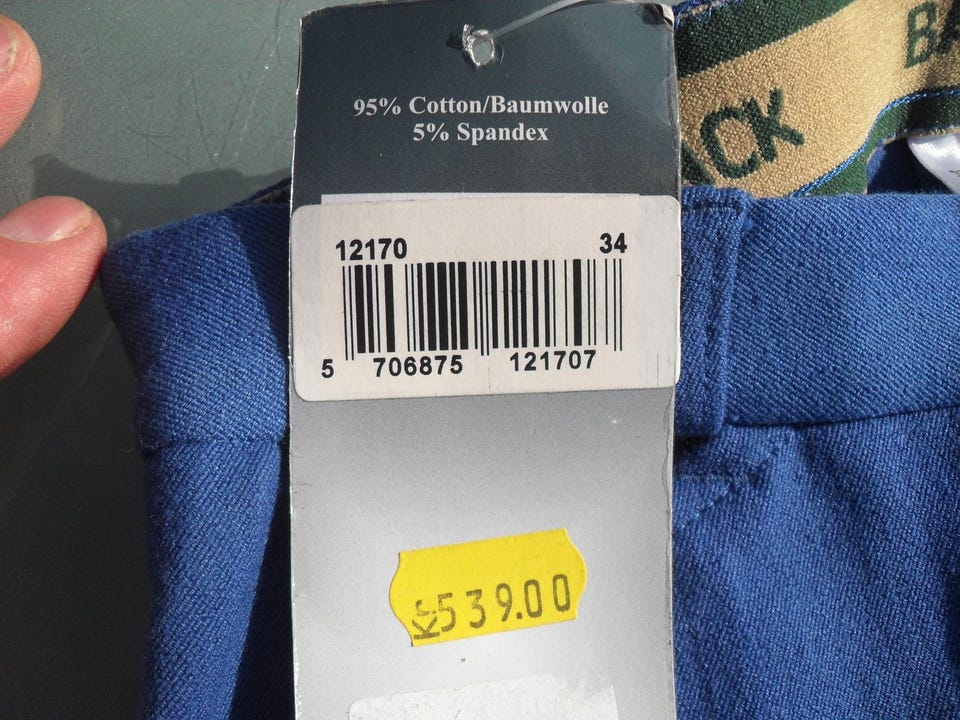 95% Cotton/Baumwolle
5% Spandex
12170 34
5 706875 121707
Kr539.00